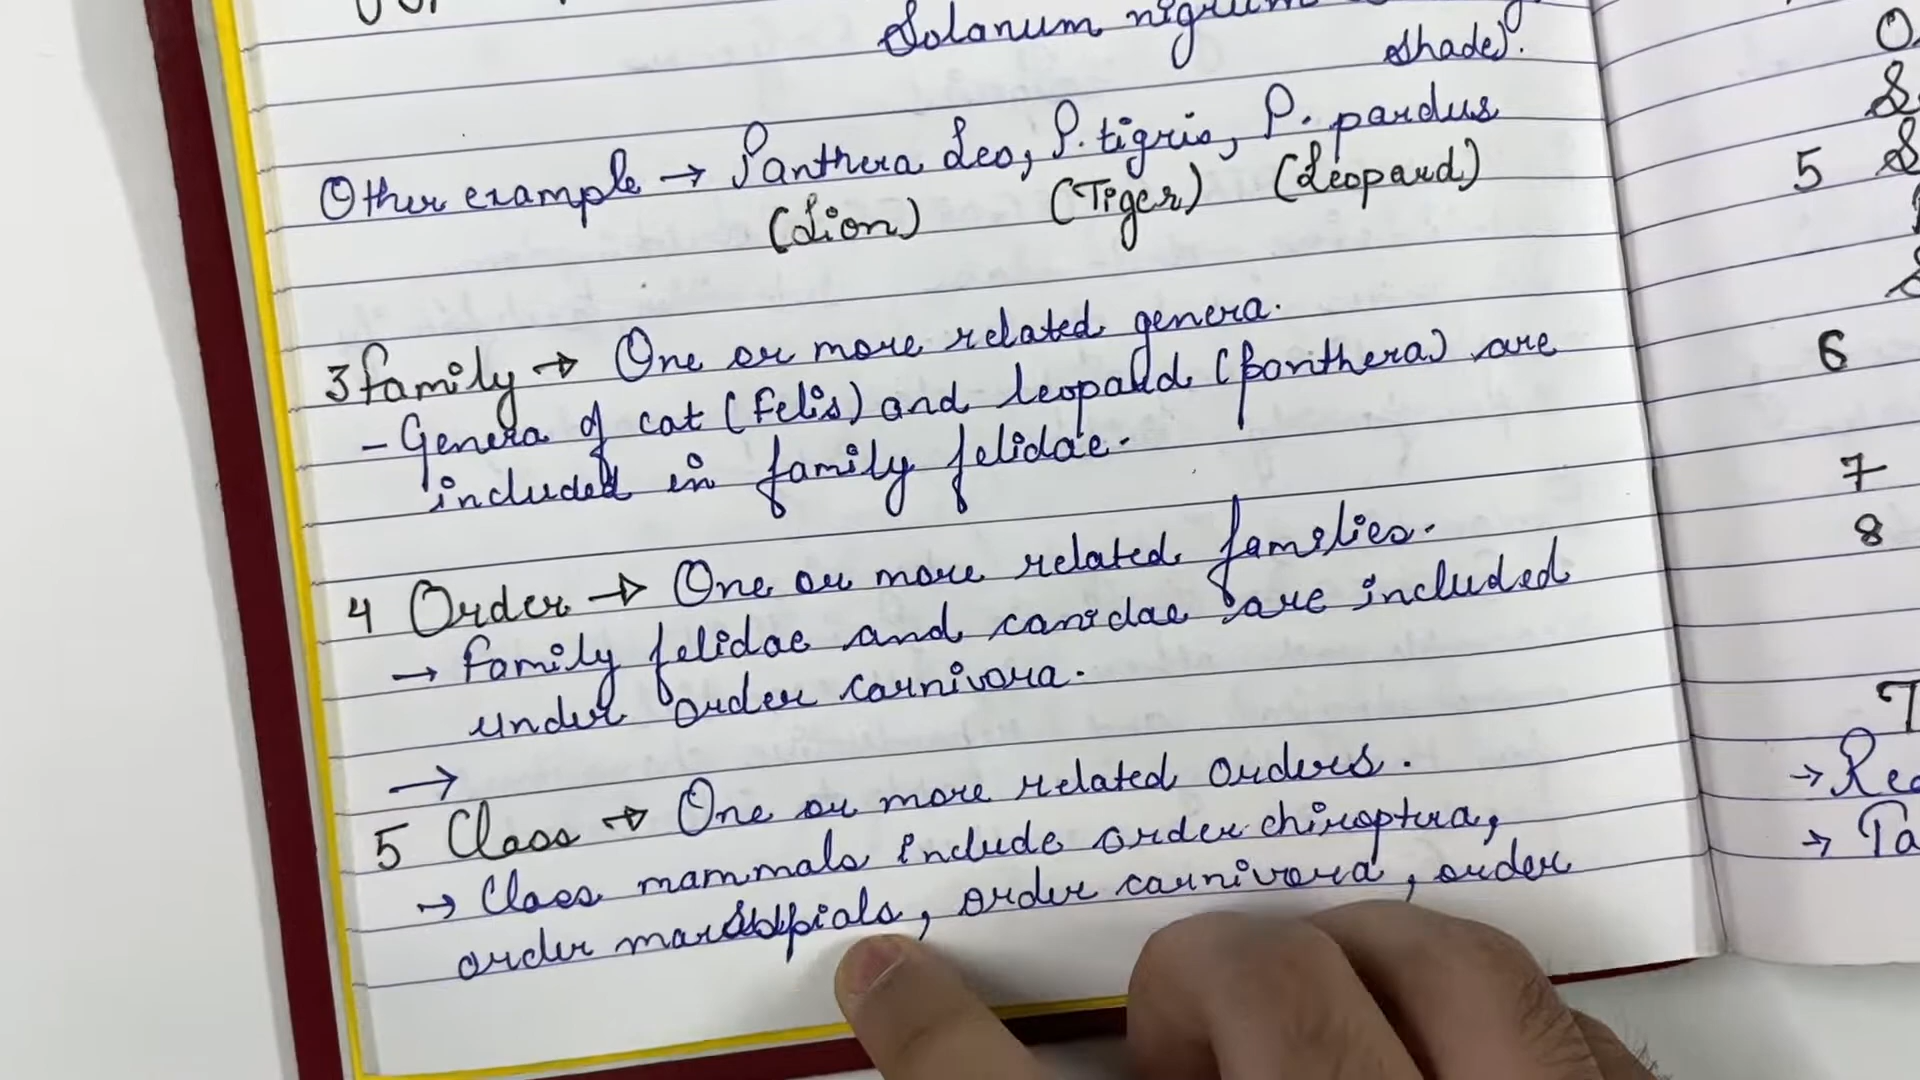 Solanum nigrum
shade).
Other example → Panthera Leo, P. tigris, P. pardus
(Lion) (Tiger) (Leopard)
3 family → One or more related genera.
- Genera of cat (Felis) and leopard (panthera) are
included in family felidae.
4 Order → One or more related families.
→ family felidae and canidae are included
under order carnivora.
→
5 Class → One or more related orders.
→ Class mammals include order chiroptera,
order marsupials, order carnivora, order
5
6
7
8
→
→